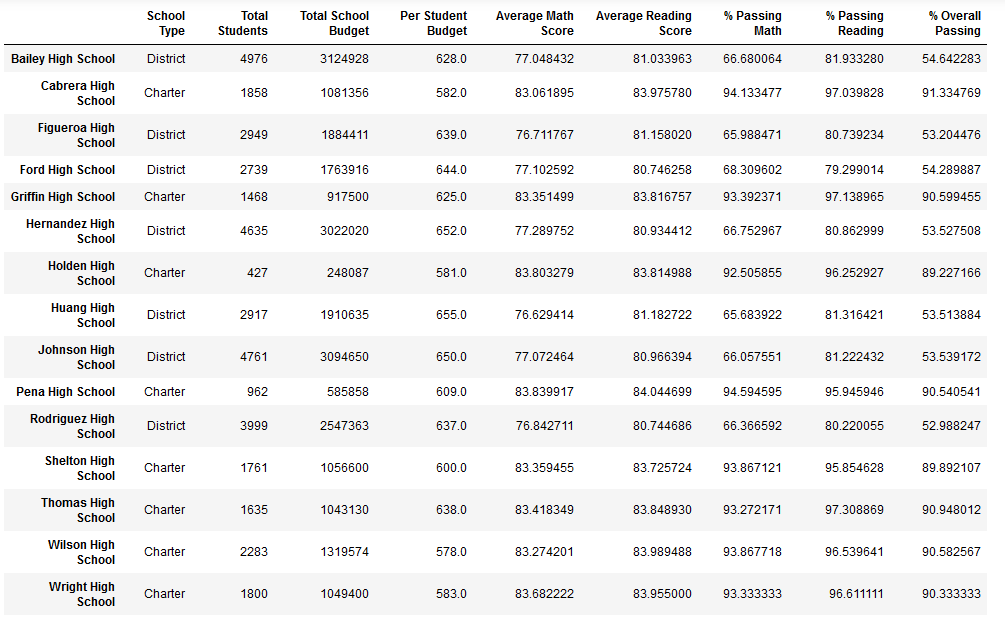 School Type Total Students Total School Budget Per Student Budget Average Math Score Average Reading Score % Passing Math % Passing Reading % Overall Passing
Bailey High School District 4976 3124928 628.0 77.048432 81.033963 66.680064 81.933280 54.642283
Cabrera High School Charter 1858 1081356 582.0 83.061895 83.975780 94.133477 97.039828 91.334769
Figueroa High School District 2949 1884411 639.0 76.711767 81.158020 65.988471 80.739234 53.204476
Ford High School District 2739 1763916 644.0 77.102592 80.746258 68.309602 79.299014 54.289887
Griffin High School Charter 1468 917500 625.0 83.351499 83.816757 93.392371 97.138965 90.599455
Hernandez High School District 4635 3022020 652.0 77.289752 80.934412 66.752967 80.862999 53.527508
Holden High School Charter 427 248087 581.0 83.803279 83.814988 92.505855 96.252927 89.227166
Huang High School District 2917 1910635 655.0 76.629414 81.182722 65.683922 81.316421 53.513884
Johnson High School District 4761 3094650 650.0 77.072464 80.966394 66.057551 81.222432 53.539172
Pena High School Charter 962 585858 609.0 83.839917 84.044699 94.594595 95.945946 90.540541
Rodriguez High School District 3999 2547363 637.0 76.842711 80.744686 66.366592 80.220055 52.988247
Shelton High School Charter 1761 1056600 600.0 83.359455 83.725724 93.867121 95.854628 89.892107
Thomas High School Charter 1635 1043130 638.0 83.418349 83.848930 93.272171 97.308869 90.948012
Wilson High School Charter 2283 1319574 578.0 83.274201 83.989488 93.867718 96.539641 90.582567
Wright High School Charter 1800 1049400 583.0 83.682222 83.955000 93.333333 96.611111 90.333333